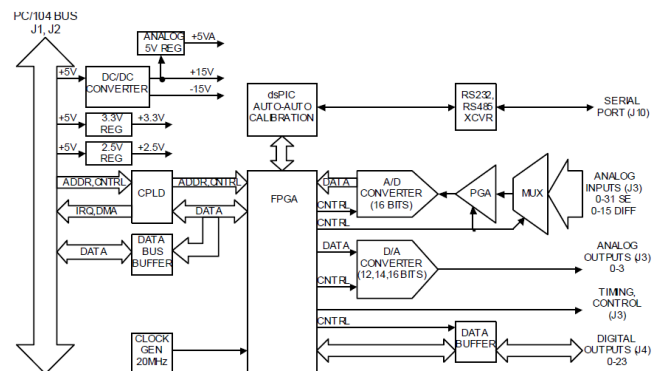 PC/104 BUS
J1, J2
ANALOG
5V REG
+5VA
+5V
DC/DC
CONVERTER
+15V
-15V
+5V
3.3V
REG
+3.3V
+5V
2.5V
REG
+2.5V
dsPIC
AUTO-AUTO
CALIBRATION
RS232,
RS485
XCVR
SERIAL
PORT (J10)
ADDR,CNTRL
CPLD
ADDR,CNTRL
IRQ,DMA
DATA
FPGA
DATA
A/D
CONVERTER
(16 BITS)
PGA
MUX
ANALOG
INPUTS (J3)
0-31 SE
0-15 DIFF
CNTRL
CNTRL
DATA
DATA
BUS
BUFFER
DATA
D/A
CONVERTER
(12,14,16 BITS)
CNTRL
ANALOG
OUTPUTS (J3)
0-3
TIMING,
CONTROL
(J3)
CNTRL
DATA
BUFFER
DIGITAL
OUTPUTS (J4)
0-23
CLOCK
GEN
20MHz